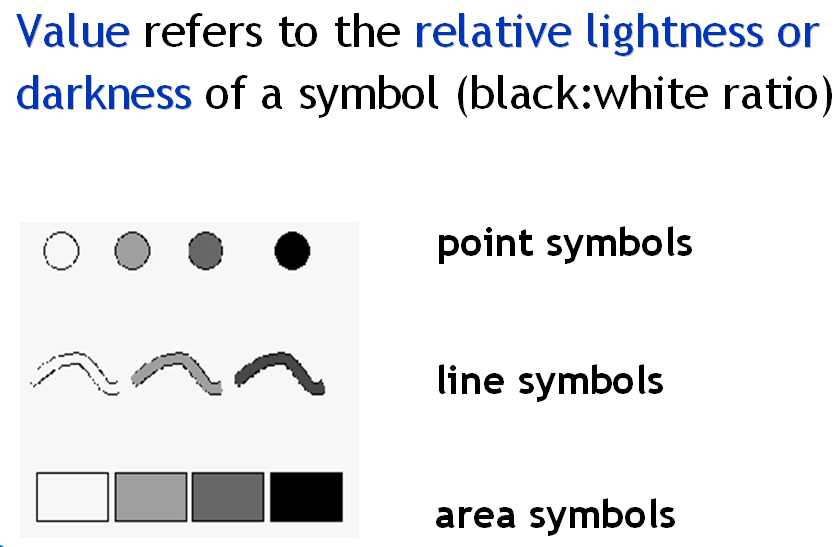 Value refers to the relative lightness or
darkness of a symbol (black:white ratio)
point symbols
line symbols
area symbols